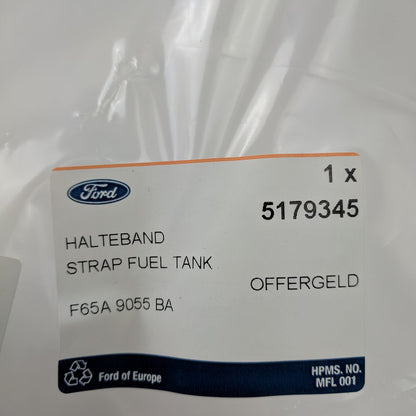 1 x
Ford
5179345
HALTEBAND
STRAP FUEL TANK
OFFERGELD
F65A 9055 BA
Ford of Europe
HPMS. NO.
MFL 001